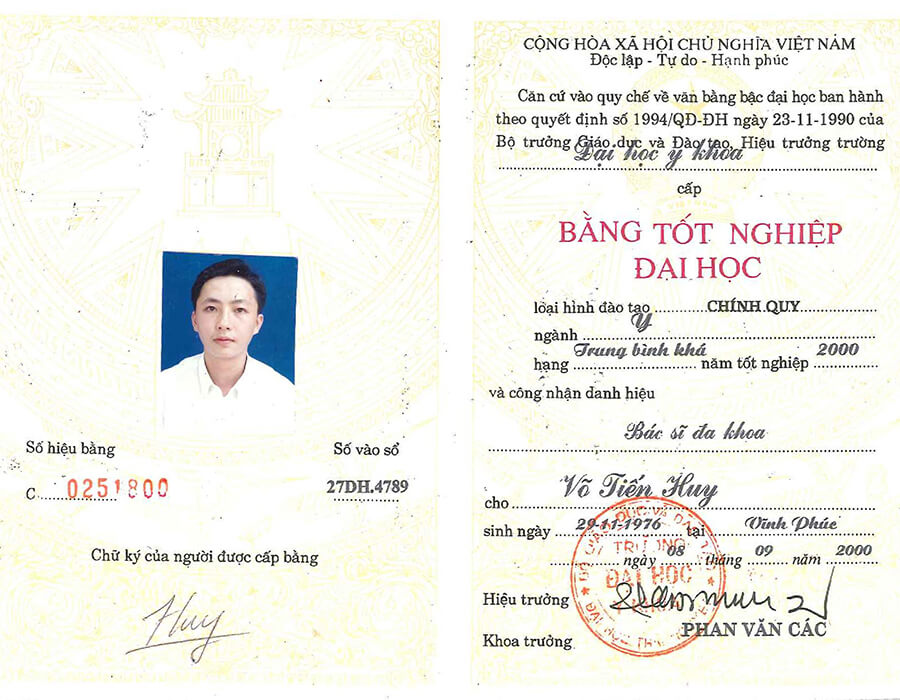 Số hiệu bằng
Số vào sổ
C 0251800
27DH.4789
Chữ ký của người được cấp bằng
Huy
CỘNG HÒA XÃ HỘI CHỦ NGHĨA VIỆT NAM
Độc lập - Tự do - Hạnh phúc
Căn cứ vào quy chế về văn bằng bậc đại học ban hành
theo quyết định số 1994/QD-ĐH ngày 23-11-1990 của
Bộ trưởng Giáo dục và Đào tạo, Hiệu trưởng trường
Đại học y khoa
cấp
BẰNG TỐT NGHIỆP
ĐẠI HỌC
loại hình đào tạo CHÍNH QUY
ngành Y
hạng Trung bình khá năm tốt nghiệp 2000
và công nhận danh hiệu
Bác sĩ đa khoa
cho Võ Tiến Huy
sinh ngày 29-11-1976 tại Vĩnh Phúc
ngày 08 tháng 09 năm 2000
TRƯỜNG
ĐẠI HỌC
Hiệu trưởng
PHAN VĂN CÁC
Khoa trưởng